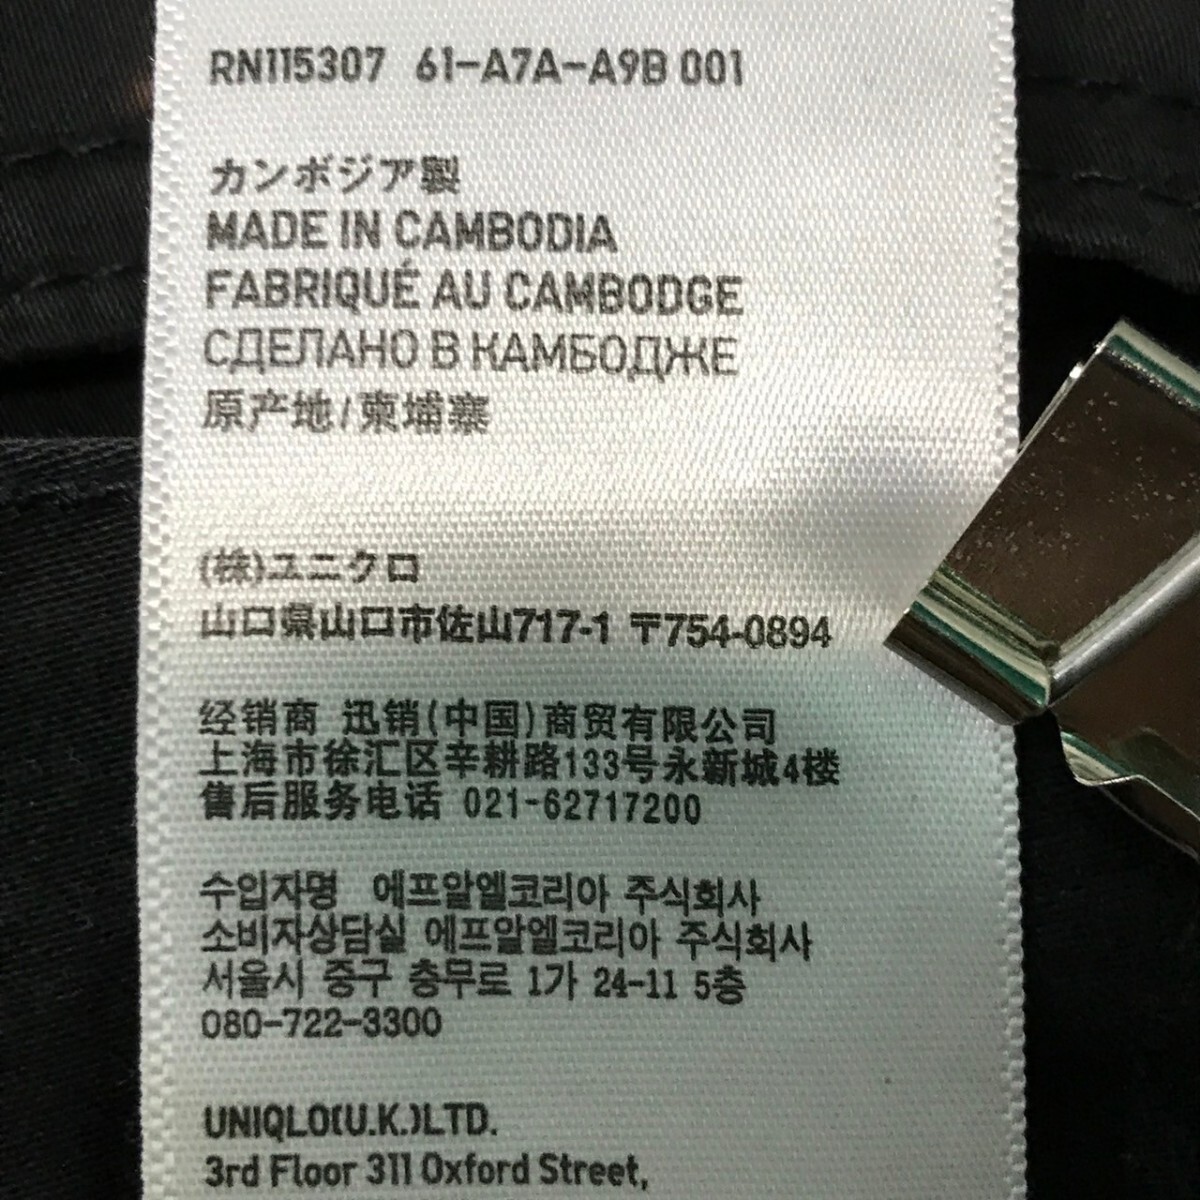 RN115307 61-A7A-A9B 001
カンボジア製
MADE IN CAMBODIA
FABRIQUÉ AU CAMBODGE
СДЕЛАНО В КАМБОДЖЕ
原产地/柬埔寨
(株)ユニクロ
山口県山口市佐山717-1 〒754-0894
经销商 迅销(中国)商贸有限公司
上海市徐汇区辛耕路133号永新城4楼
售后服务电话 021-62717200
수입자명 에프알엘코리아 주식회사
소비자상담실 에프알엘코리아 주식회사
서울시 중구 충무로 1가 24-11 5층
080-722-3300
UNIQLO(U.K.)LTD.
3rd Floor 311 Oxford Street,